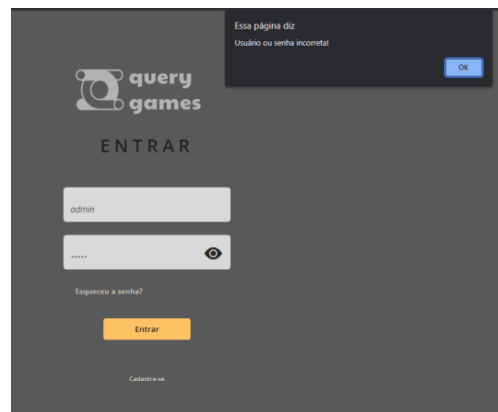 Essa página diz
Usuário ou senha incorreta!
OK
query
games
ENTRAR
admin
.....
Esqueceu a senha?
Entrar
Cadastre-se